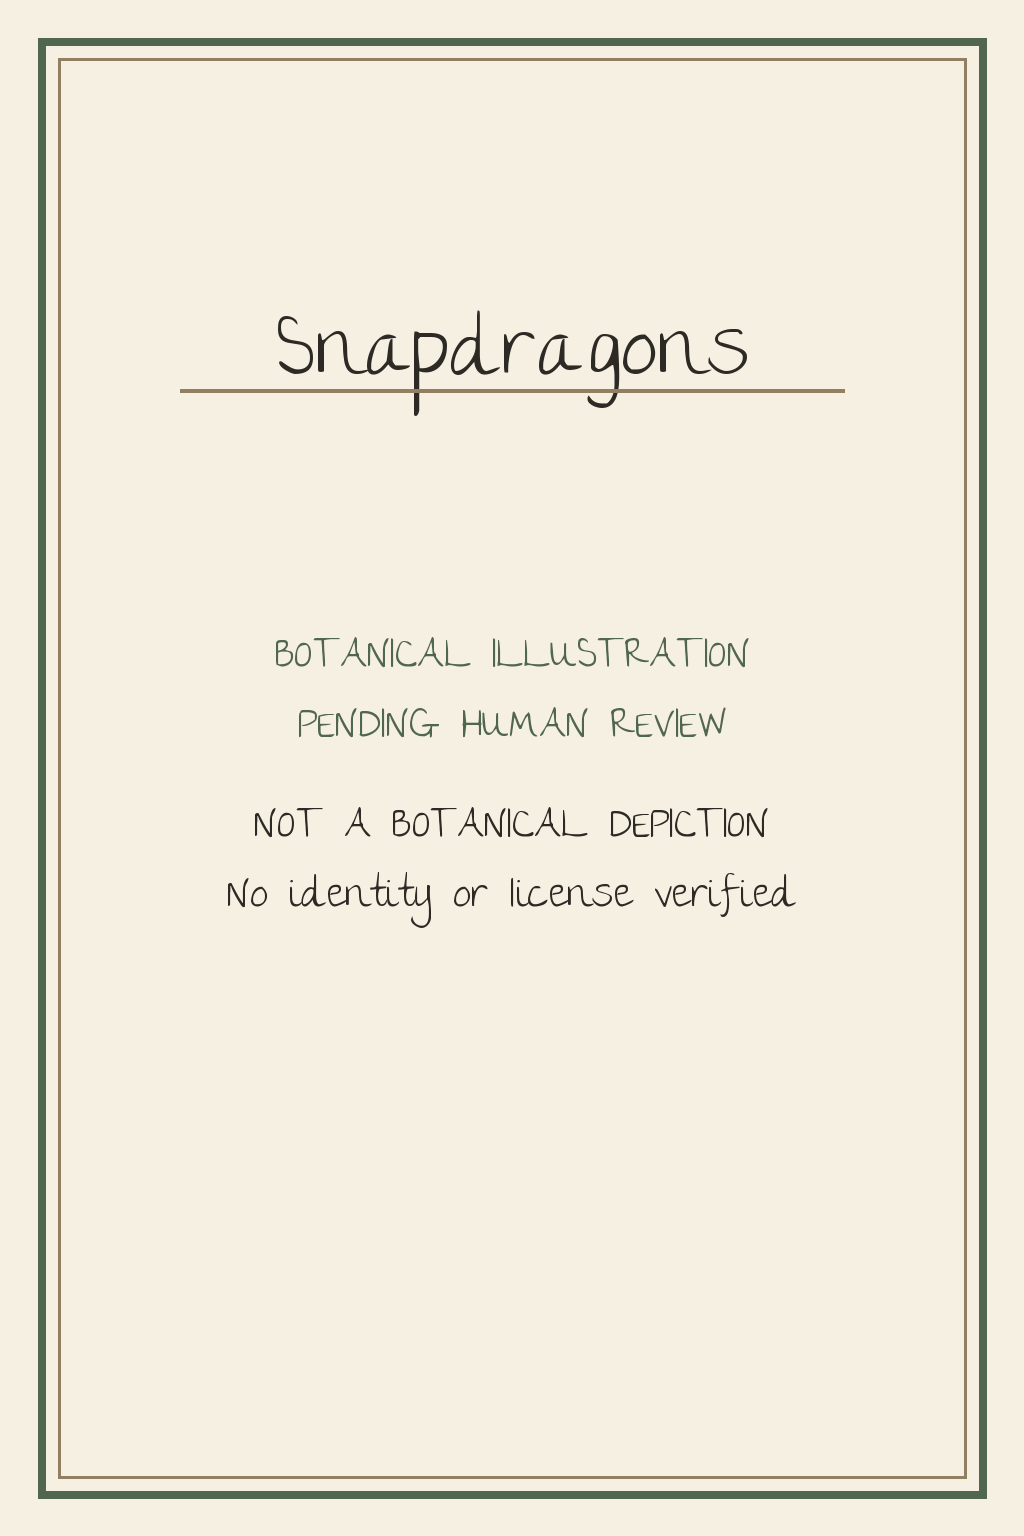 Snapdragons
BOTANICAL ILLUSTRATION
PENDING HUMAN REVIEW
NOT A BOTANICAL DEPICTION
No identity or license verified